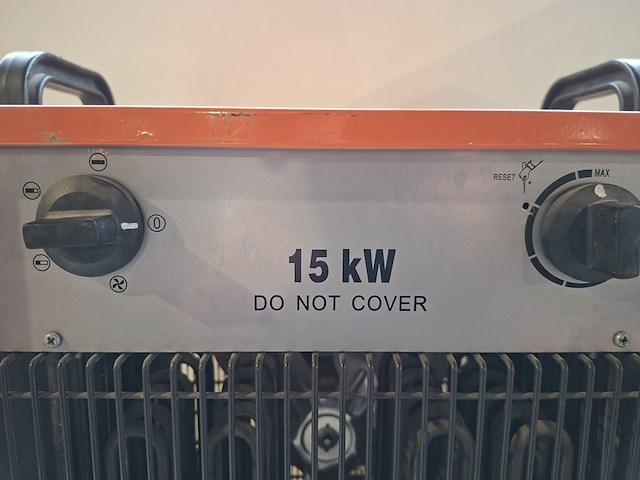 RESET
MAX
0
15 kW
DO NOT COVER